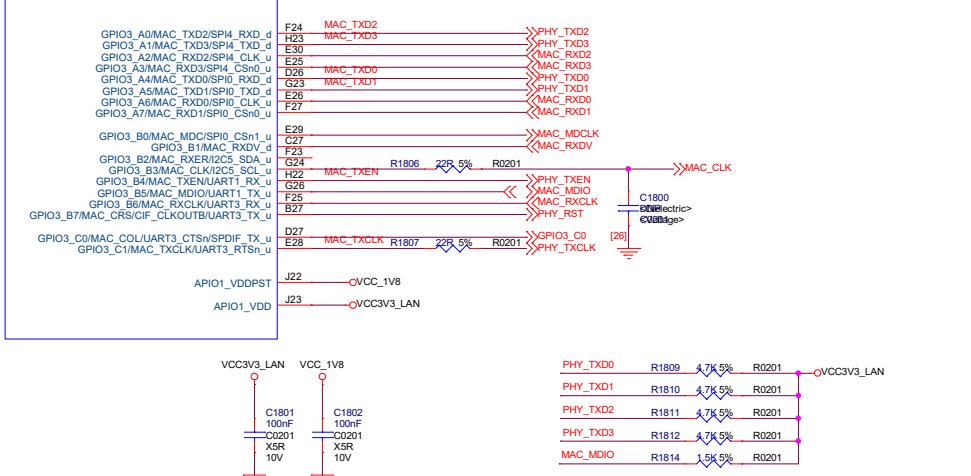 GPIO3_A0/MAC_TXD2/SPI4_RXD_d F24 MAC_TXD2 PHY_TXD2
GPIO3_A1/MAC_TXD3/SPI4_TXD_d H23 MAC_TXD3 PHY_TXD3
GPIO3_A2/MAC_RXD2/SPI4_CLK_u E30 MAC_RXD2
GPIO3_A3/MAC_RXD3/SPI4_CSn0_u E25 MAC_RXD3
GPIO3_A4/MAC_TXD0/SPI0_RXD_d D26 MAC_TXD0 PHY_TXD0
GPIO3_A5/MAC_TXD1/SPI0_TXD_d G23 MAC_TXD1 PHY_TXD1
GPIO3_A6/MAC_RXD0/SPI0_CLK_u E26 MAC_RXD0
GPIO3_A7/MAC_RXD1/SPI0_CSn0_u F27 MAC_RXD1
GPIO3_B0/MAC_MDC/SPI0_CSn1_u E29 MAC_MDCLK
GPIO3_B1/MAC_RXDV_d C27 MAC_RXDV
GPIO3_B2/MAC_RXER/I2C5_SDA_u F23
GPIO3_B3/MAC_CLK/I2C5_SCL_u G24 R1806 22R 5% R0201 MAC_CLK
GPIO3_B4/MAC_TXEN/UART1_RX_u H22 MAC_TXEN PHY_TXEN
GPIO3_B5/MAC_MDIO/UART1_TX_u G26 MAC_MDIO
GPIO3_B6/MAC_RXCLK/UART3_RX_u F25 MAC_RXCLK
GPIO3_B7/MAC_CRS/CIF_CLKOUTB/UART3_TX_u B27 PHY_RST
C1800
GPIO3_C0/MAC_COL/UART3_CTSn/SPDIF_TX_u D27 GPIO3_C0 [26]
GPIO3_C1/MAC_TXCLK/UART3_RTSn_u E28 MAC_TXCLK R1807 22R 5% R0201 PHY_TXCLK
APIO1_VDDPST J22 VCC_1V8
APIO1_VDD J23 VCC3V3_LAN
VCC3V3_LAN VCC_1V8
C1801 C1802
100nF 100nF
C0201 C0201
X5R X5R
10V 10V
PHY_TXD0 R1809 4.7K 5% R0201 VCC3V3_LAN
PHY_TXD1 R1810 4.7K 5% R0201
PHY_TXD2 R1811 4.7K 5% R0201
PHY_TXD3 R1812 4.7K 5% R0201
MAC_MDIO R1814 1.5K 5% R0201